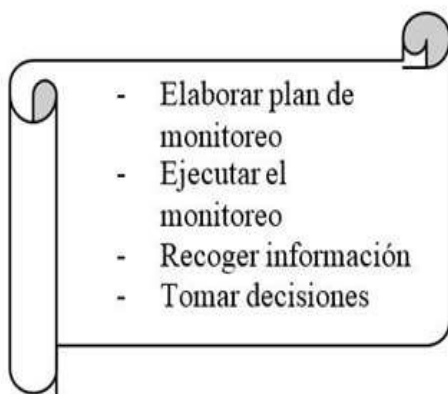 - Elaborar plan de
monitoreo
- Ejecutar el
monitoreo
- Recoger información
- Tomar decisiones